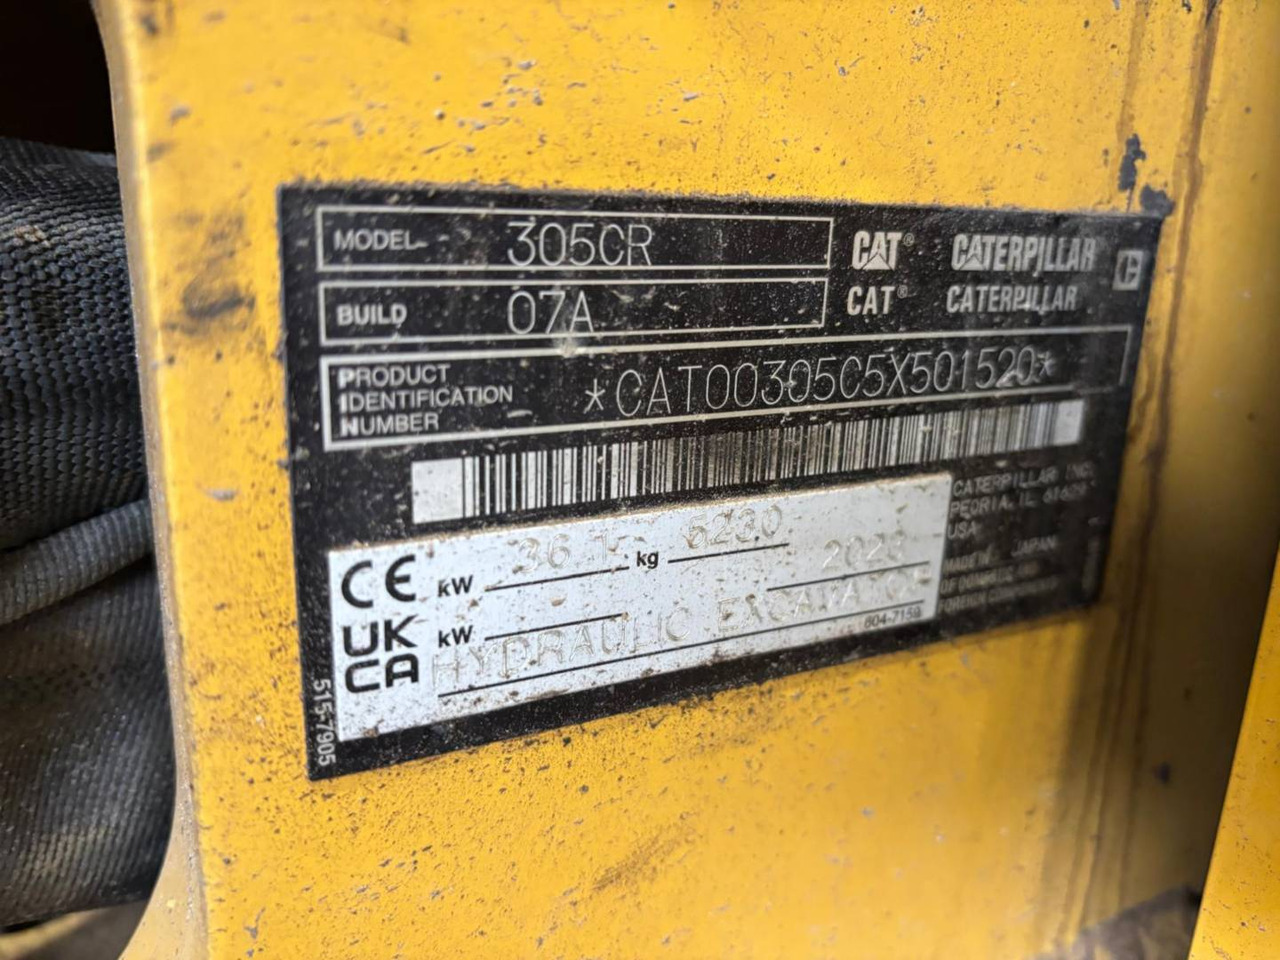 MODEL 305CR
CAT® CATERPILLAR C
BUILD 07A
CAT® CATERPILLAR
PRODUCT
IDENTIFICATION
NUMBER
*CAT00305C5X501520*
CATERPILLAR INC.
PEORIA, IL 61629
USA
MADE IN JAPAN
CE kW 36.1 kg 5230 2023
UK
CA kW
HYDRAULIC EXCAVATOR
604-7159
515-7905